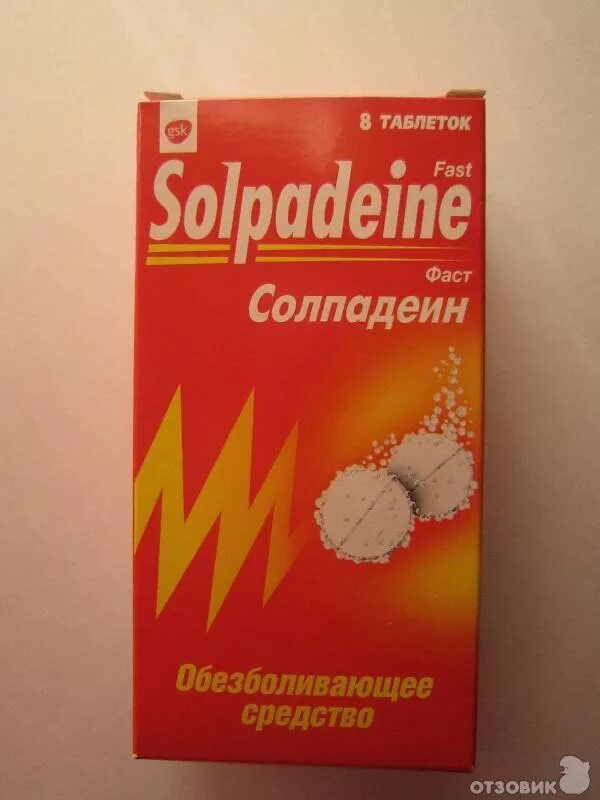 gsk
8 ТАБЛЕТОК
Fast
Solpadeine
Фаст
Солпадеин
Обезболивающее
средство
ОТЗОВИК